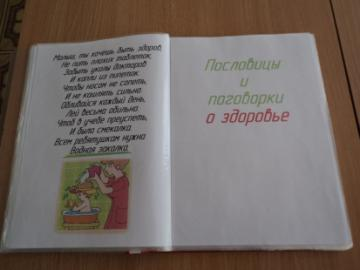 Малыш, ты хочешь быть здоров,
Не пить плохих таблеток,
Забыть уколы докторов
И капли из пипеток.
Чтобы носом не сопеть,
И не кашлять сильно.
Обливайся каждый день,
Лей весьма обильно.
Чтоб в учебе преуспеть,
И была смекалка.
Всем ребятушкам нужна
Водная закалка.
Пословицы
и
поговорки
о здоровье